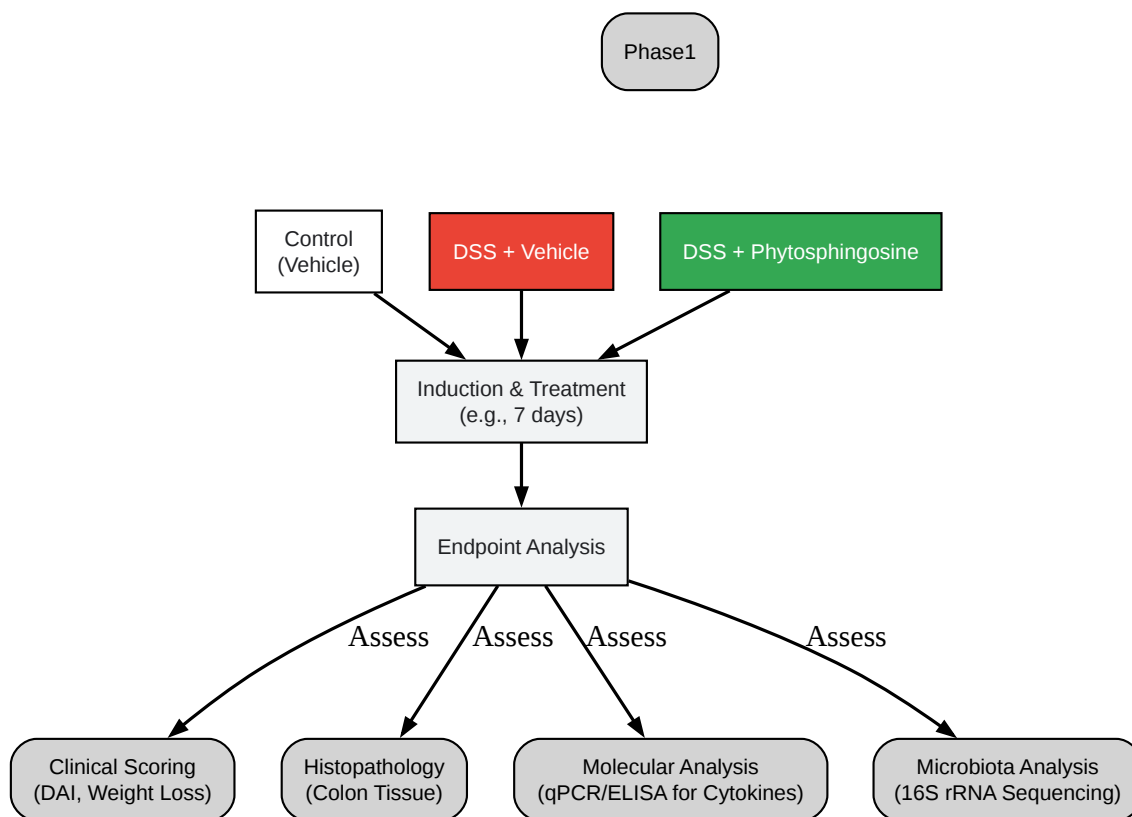 Phase1
Control
(Vehicle)
DSS + Vehicle
DSS + Phytosphingosine
Induction & Treatment
(e.g., 7 days)
Endpoint Analysis
Assess
Assess
Assess
Assess
Clinical Scoring
(DAI, Weight Loss)
Histopathology
(Colon Tissue)
Molecular Analysis
(qPCR/ELISA for Cytokines)
Microbiota Analysis
(16S rRNA Sequencing)